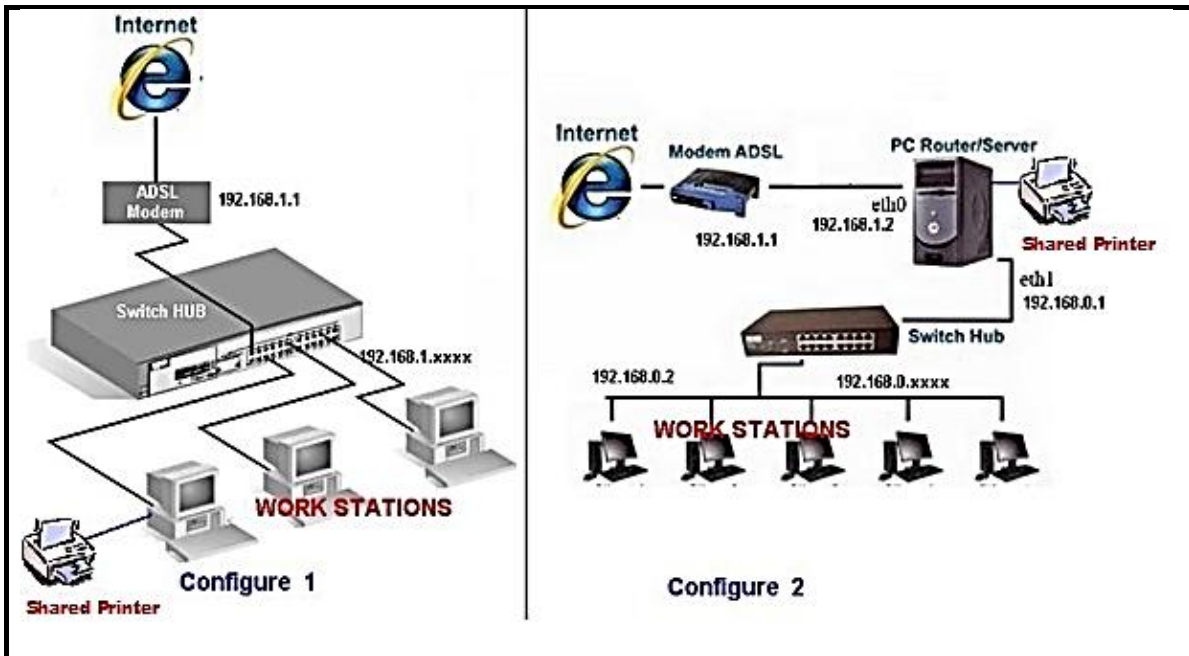 Internet
ADSL
Modem
192.168.1.1
Switch HUB
192.168.1.xxxx
WORK STATIONS
Shared Printer
Configure 1
Internet
Modem ADSL
192.168.1.1
eth0
192.168.1.2
PC Router/Server
Shared Printer
eth1
192.168.0.1
Switch Hub
192.168.0.2
192.168.0.xxxx
WORK STATIONS
Configure 2